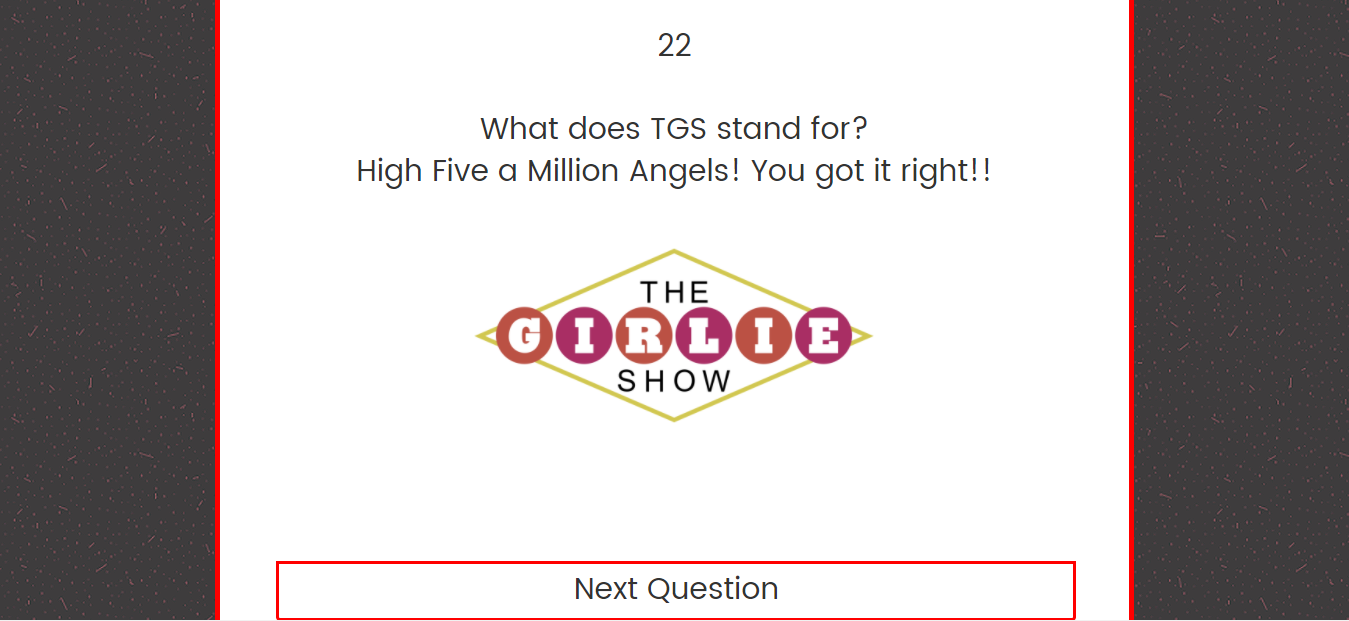 22
What does TGS stand for?
High Five a Million Angels! You got it right!!
THE
GIRLIE
SHOW
Next Question